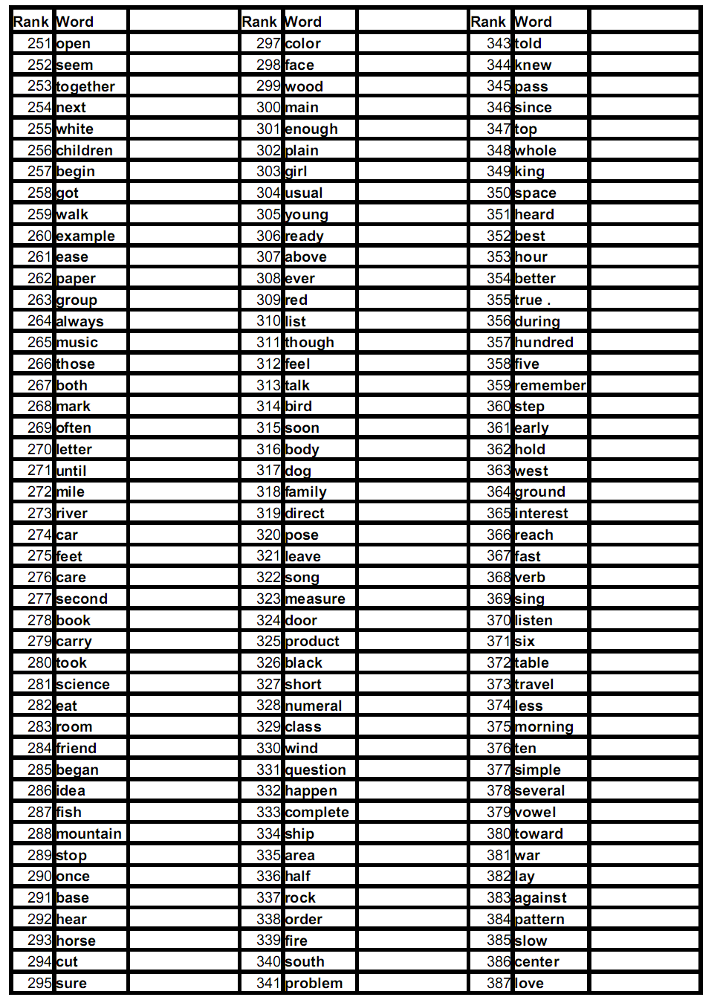 Rank Word Rank Word Rank Word
251 open 297 color 343 told
252 seem 298 face 344 knew
253 together 299 wood 345 pass
254 next 300 main 346 since
255 white 301 enough 347 top
256 children 302 plain 348 whole
257 begin 303 girl 349 king
258 got 304 usual 350 space
259 walk 305 young 351 heard
260 example 306 ready 352 best
261 ease 307 above 353 hour
262 paper 308 ever 354 better
263 group 309 red 355 true .
264 always 310 list 356 during
265 music 311 though 357 hundred
266 those 312 feel 358 five
267 both 313 talk 359 remember
268 mark 314 bird 360 step
269 often 315 soon 361 early
270 letter 316 body 362 hold
271 until 317 dog 363 west
272 mile 318 family 364 ground
273 river 319 direct 365 interest
274 car 320 pose 366 reach
275 feet 321 leave 367 fast
276 care 322 song 368 verb
277 second 323 measure 369 sing
278 book 324 door 370 listen
279 carry 325 product 371 six
280 took 326 black 372 table
281 science 327 short 373 travel
282 eat 328 numeral 374 less
283 room 329 class 375 morning
284 friend 330 wind 376 ten
285 began 331 question 377 simple
286 idea 332 happen 378 several
287 fish 333 complete 379 vowel
288 mountain 334 ship 380 toward
289 stop 335 area 381 war
290 once 336 half 382 lay
291 base 337 rock 383 against
292 hear 338 order 384 pattern
293 horse 339 fire 385 slow
294 cut 340 south 386 center
295 sure 341 problem 387 love